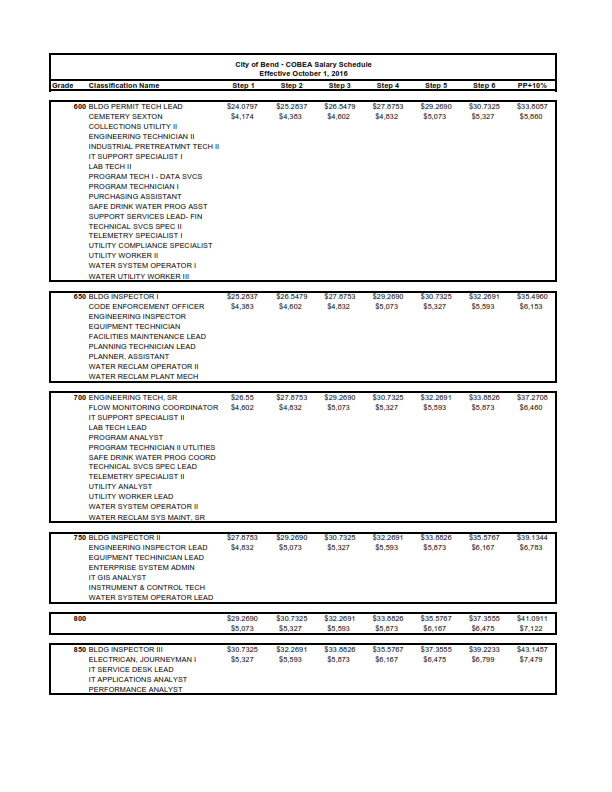 City of Bend - COBEA Salary Schedule
Effective October 1, 2016
Grade Classification Name Step 1 Step 2 Step 3 Step 4 Step 5 Step 6 PP+10%
600 BLDG PERMIT TECH LEAD $24.0797 $25.2837 $26.5479 $27.8753 $29.2690 $30.7325 $33.8057
CEMETERY SEXTON $4,174 $4,383 $4,602 $4,832 $5,073 $5,327 $5,860
COLLECTIONS UTILITY II
ENGINEERING TECHNICIAN II
INDUSTRIAL PRETREATMNT TECH II
IT SUPPORT SPECIALIST I
LAB TECH II
PROGRAM TECH I - DATA SVCS
PROGRAM TECHNICIAN I
PURCHASING ASSISTANT
SAFE DRINK WATER PROG ASST
SUPPORT SERVICES LEAD- FIN
TECHNICAL SVCS SPEC II
TELEMETRY SPECIALIST I
UTILITY COMPLIANCE SPECIALIST
UTILITY WORKER II
WATER SYSTEM OPERATOR I
WATER UTILITY WORKER III
650 BLDG INSPECTOR I $25.2837 $26.5479 $27.8753 $29.2690 $30.7325 $32.2691 $35.4960
CODE ENFORCEMENT OFFICER $4,383 $4,602 $4,832 $5,073 $5,327 $5,593 $6,153
ENGINEERING INSPECTOR
EQUIPMENT TECHNICIAN
FACILITIES MAINTENANCE LEAD
PLANNING TECHNICIAN LEAD
PLANNER, ASSISTANT
WATER RECLAM OPERATOR II
WATER RECLAM PLANT MECH
700 ENGINEERING TECH, SR $26.55 $27.8753 $29.2690 $30.7325 $32.2691 $33.8826 $37.2708
FLOW MONITORING COORDINATOR $4,602 $4,832 $5,073 $5,327 $5,593 $5,873 $6,460
IT SUPPORT SPECIALIST II
LAB TECH LEAD
PROGRAM ANALYST
PROGRAM TECHNICIAN II UTLITIES
SAFE DRINK WATER PROG COORD
TECHNICAL SVCS SPEC LEAD
TELEMETRY SPECIALIST II
UTILITY ANALYST
UTILITY WORKER LEAD
WATER SYSTEM OPERATOR II
WATER RECLAM SYS MAINT, SR
750 BLDG INSPECTOR II $27.8753 $29.2690 $30.7325 $32.2691 $33.8826 $35.5767 $39.1344
ENGINEERING INSPECTOR LEAD $4,832 $5,073 $5,327 $5,593 $5,873 $6,167 $6,783
EQUIPMENT TECHINICIAN LEAD
ENTERPRISE SYSTEM ADMIN
IT GIS ANALYST
INSTRUMENT & CONTROL TECH
WATER SYSTEM OPERATOR LEAD
800 $29.2690 $30.7325 $32.2691 $33.8826 $35.5767 $37.3555 $41.0911
$5,073 $5,327 $5,593 $5,873 $6,167 $6,475 $7,122
850 BLDG INSPECTOR III $30.7325 $32.2691 $33.8826 $35.5767 $37.3555 $39.2233 $43.1457
ELECTRICAN, JOURNEYMAN I $5,327 $5,593 $5,873 $6,167 $6,475 $6,799 $7,479
IT SERVICE DESK LEAD
IT APPLICATIONS ANALYST
PERFORMANCE ANALYST